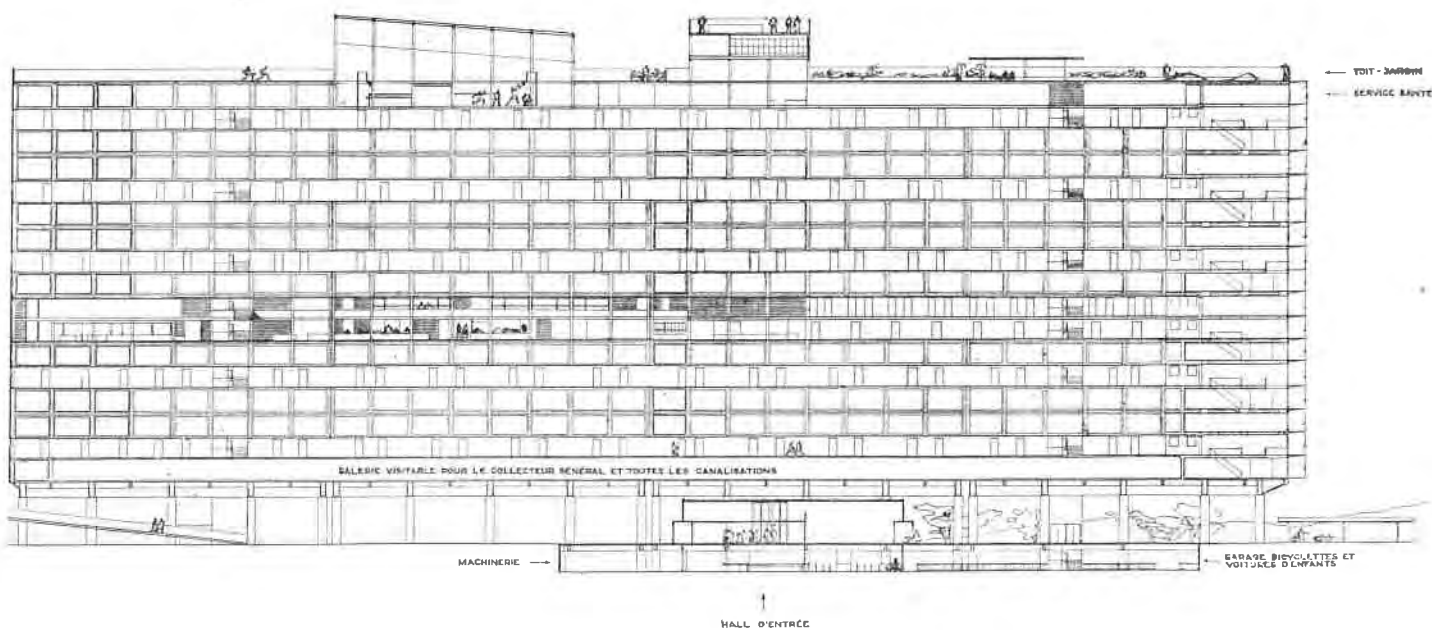 TOIT - JARDIN
SERVICE SANTÉ
GALERIE VISITABLE POUR LE COLLECTEUR GÉNÉRAL ET TOUTES LES CANALISATIONS
MACHINERIE
GARAGE BICYCLETTES ET
VOITURES D'ENFANTS
HALL D'ENTRÉE